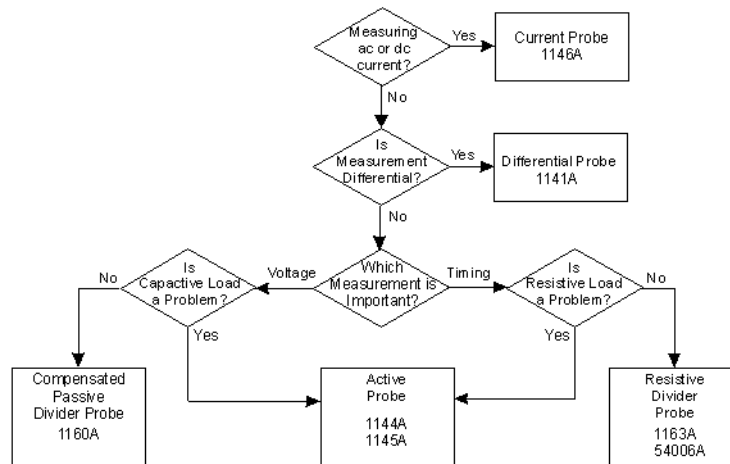 Measuring
ac or dc
current?
Yes
Current Probe
1146A
No
Is
Measurement
Differential?
Yes
Differential Probe
1141A
No
Which
Measurement is
Important?
Voltage
Timing
Is
Capactive Load
a Problem?
No
Yes
Is
Resistive Load
a Problem?
No
Yes
Compensated
Passive
Divider Probe
1160A
Active
Probe
1144A
1145A
Resistive
Divider
Probe
1163A
54006A